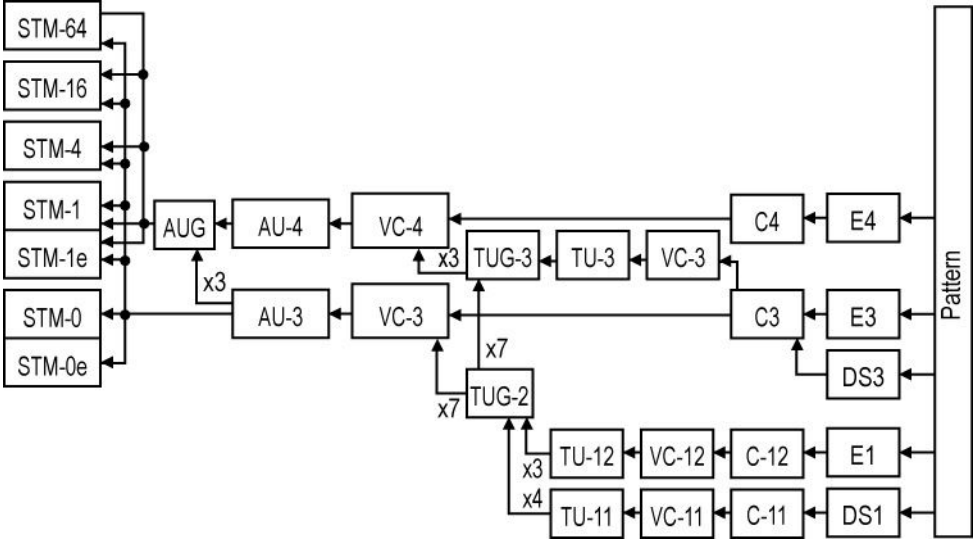 STM-64
STM-16
STM-4
STM-1
STM-1e
STM-0
STM-0e
AUG
AU-4
VC-4
C4
E4
x3
TUG-3
TU-3
VC-3
x3
AU-3
VC-3
C3
E3
x7
DS3
x7
TUG-2
x3
TU-12
VC-12
C-12
E1
x4
TU-11
VC-11
C-11
DS1
Pattern